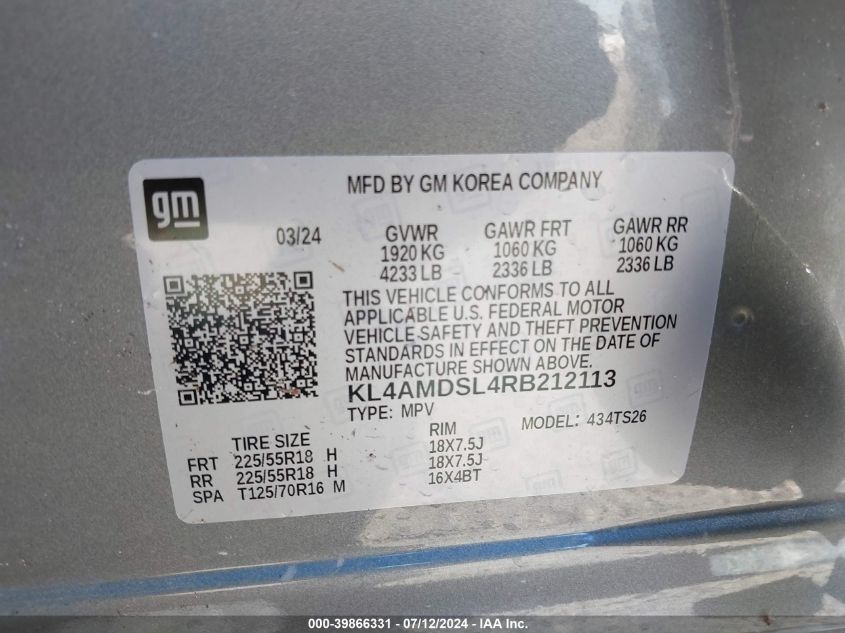 gm
MFD BY GM KOREA COMPANY
03/24
GVWR
1920 KG
4233 LB
GAWR FRT
1060 KG
2336 LB
GAWR RR
1060 KG
2336 LB
THIS VEHICLE CONFORMS TO ALL
APPLICABLE U.S. FEDERAL MOTOR
VEHICLE SAFETY AND THEFT PREVENTION
STANDARDS IN EFFECT ON THE DATE OF
MANUFACTURE SHOWN ABOVE.
KL4AMDSL4RB212113
TYPE: MPV
MODEL: 434TS26
TIRE SIZE
RIM
FRT 225/55R18 H 18X7.5J
RR 225/55R18 H 18X7.5J
SPA T125/70R16 M 16X4BT
000-39866331 / 07/12/2024 - IAA Inc.